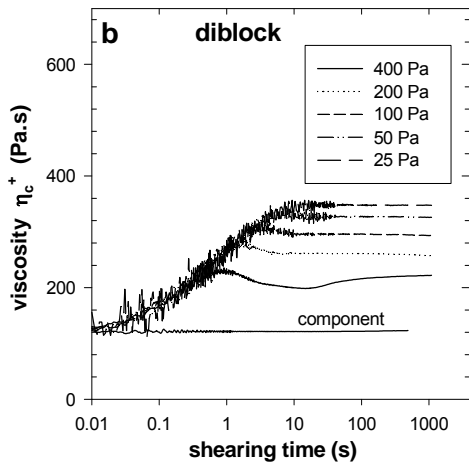 b diblock
600
400
200
0
viscosity ηc+ (Pa.s)
400 Pa
200 Pa
100 Pa
50 Pa
25 Pa
component
0.01 0.1 1 10 100 1000
shearing time (s)